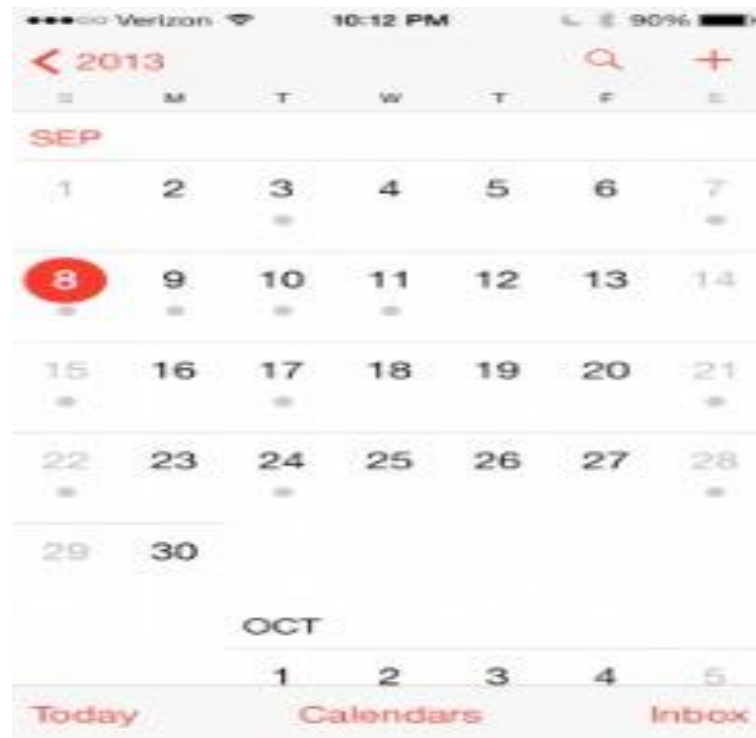 Verizon 10:12 PM 90%
< 2013 +
S M T W T F S
SEP
1 2 3 4 5 6 7
8 9 10 11 12 13 14
15 16 17 18 19 20 21
22 23 24 25 26 27 28
29 30
OCT
1 2 3 4 5
Today Calendars Inbox